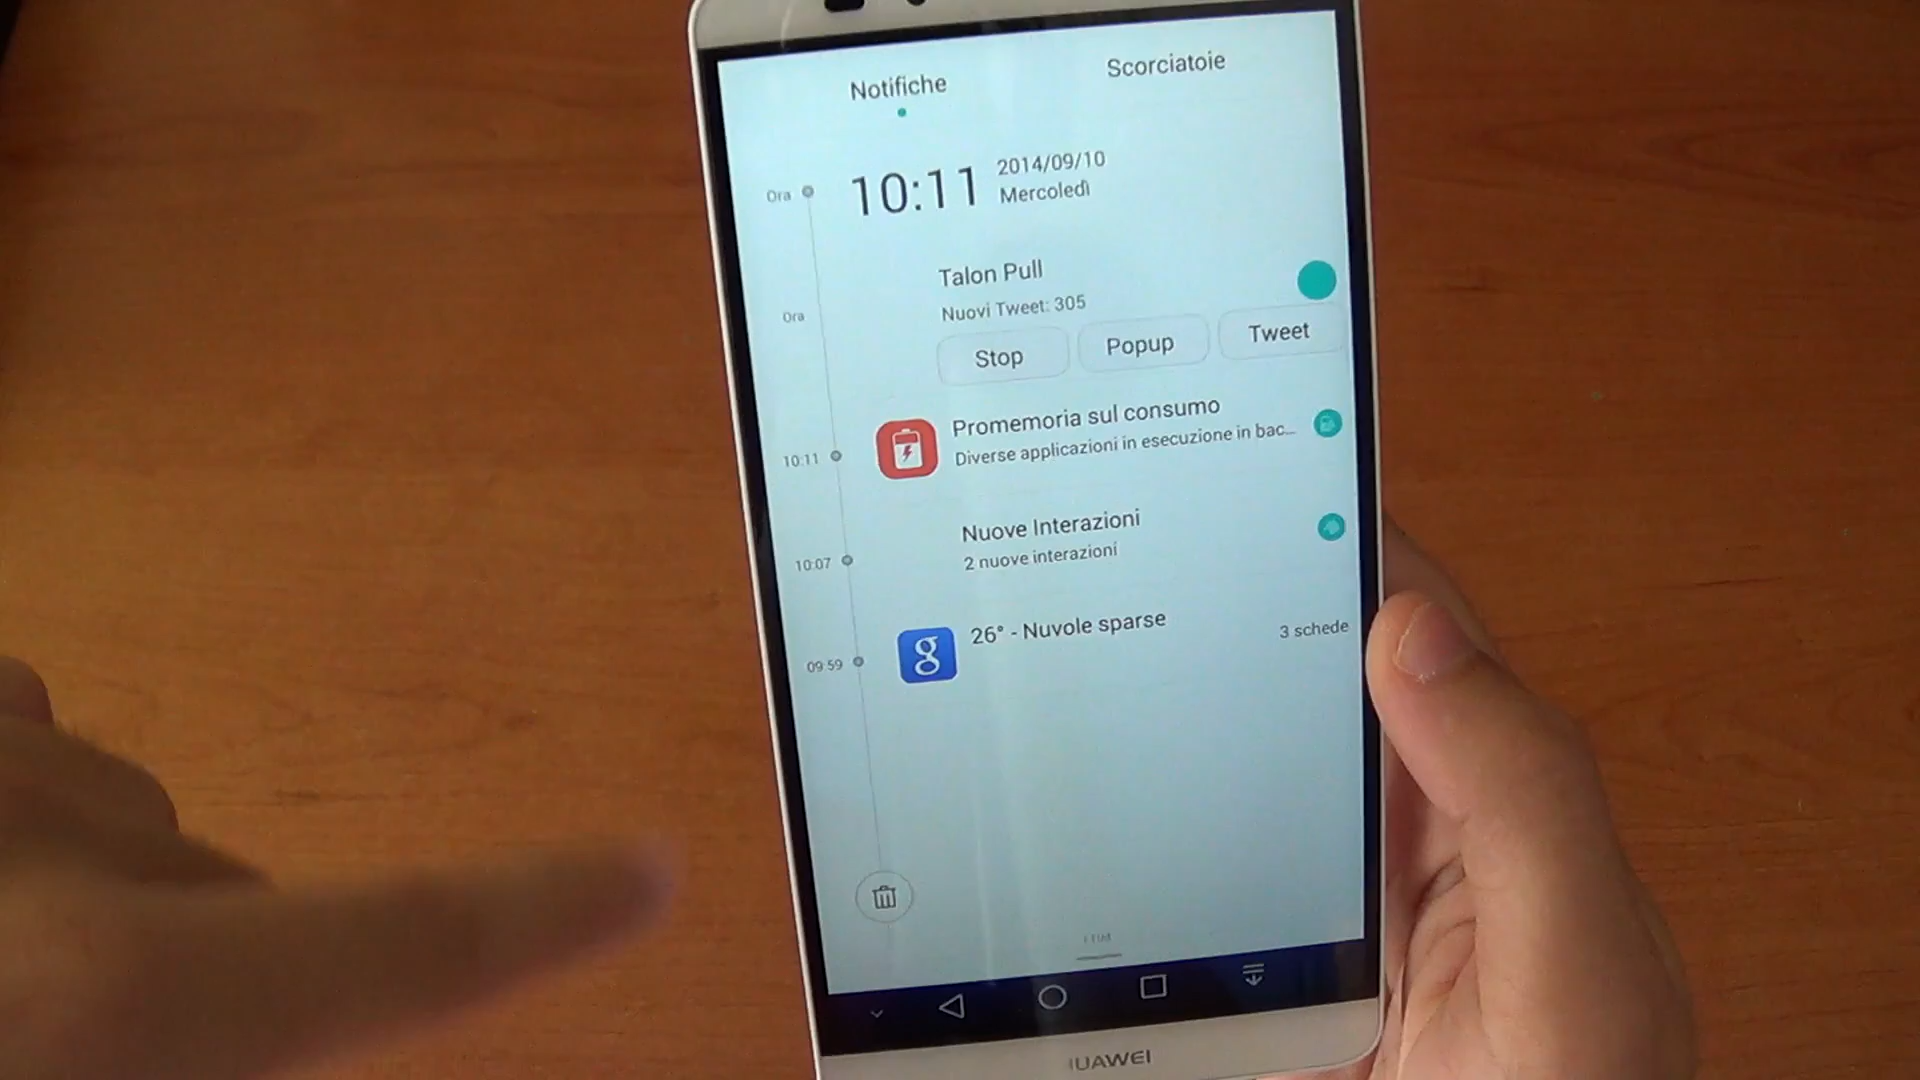 Notifiche
Scorciatoie
Ora
10:11
2014/09/10
Mercoledì
Talon Pull
Ora
Nuovi Tweet: 305
Stop
Popup
Tweet
Promemoria sul consumo
10:11
Diverse applicazioni in esecuzione in bac...
Nuove Interazioni
10:07
2 nuove interazioni
26° - Nuvole sparse
3 schede
09:59
g
HUAWEI